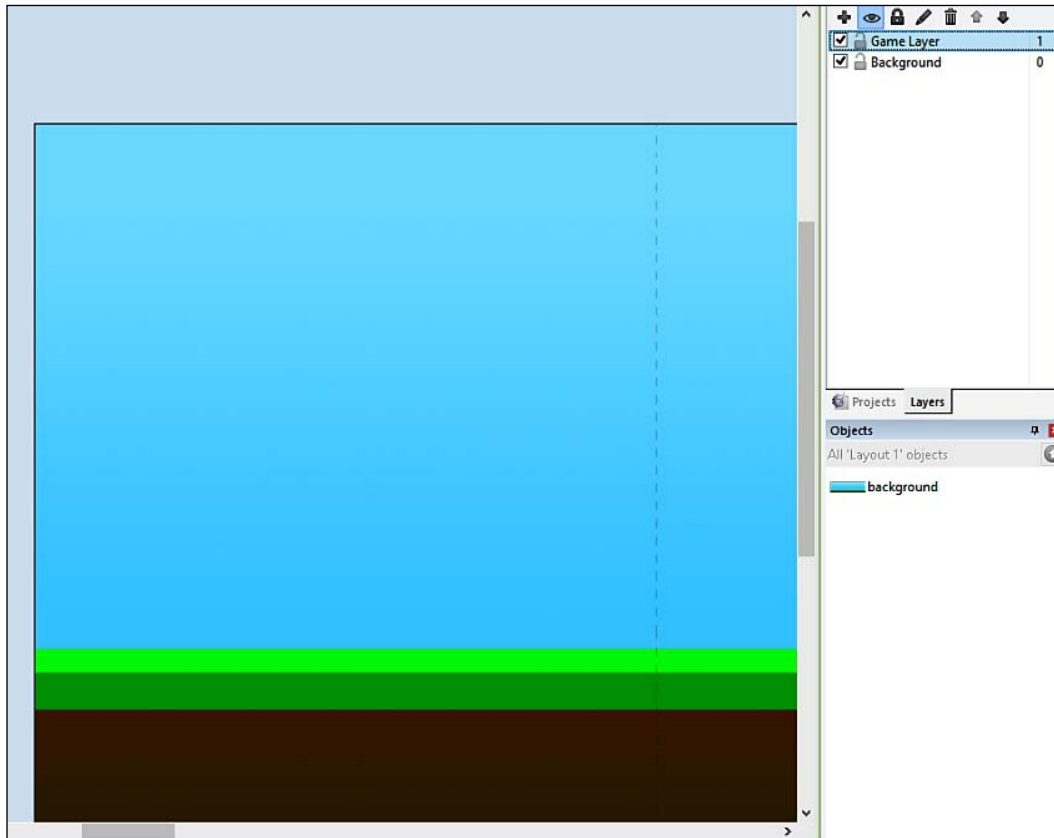 Game Layer 1
Background 0
Projects Layers
Objects
All 'Layout 1' objects
background